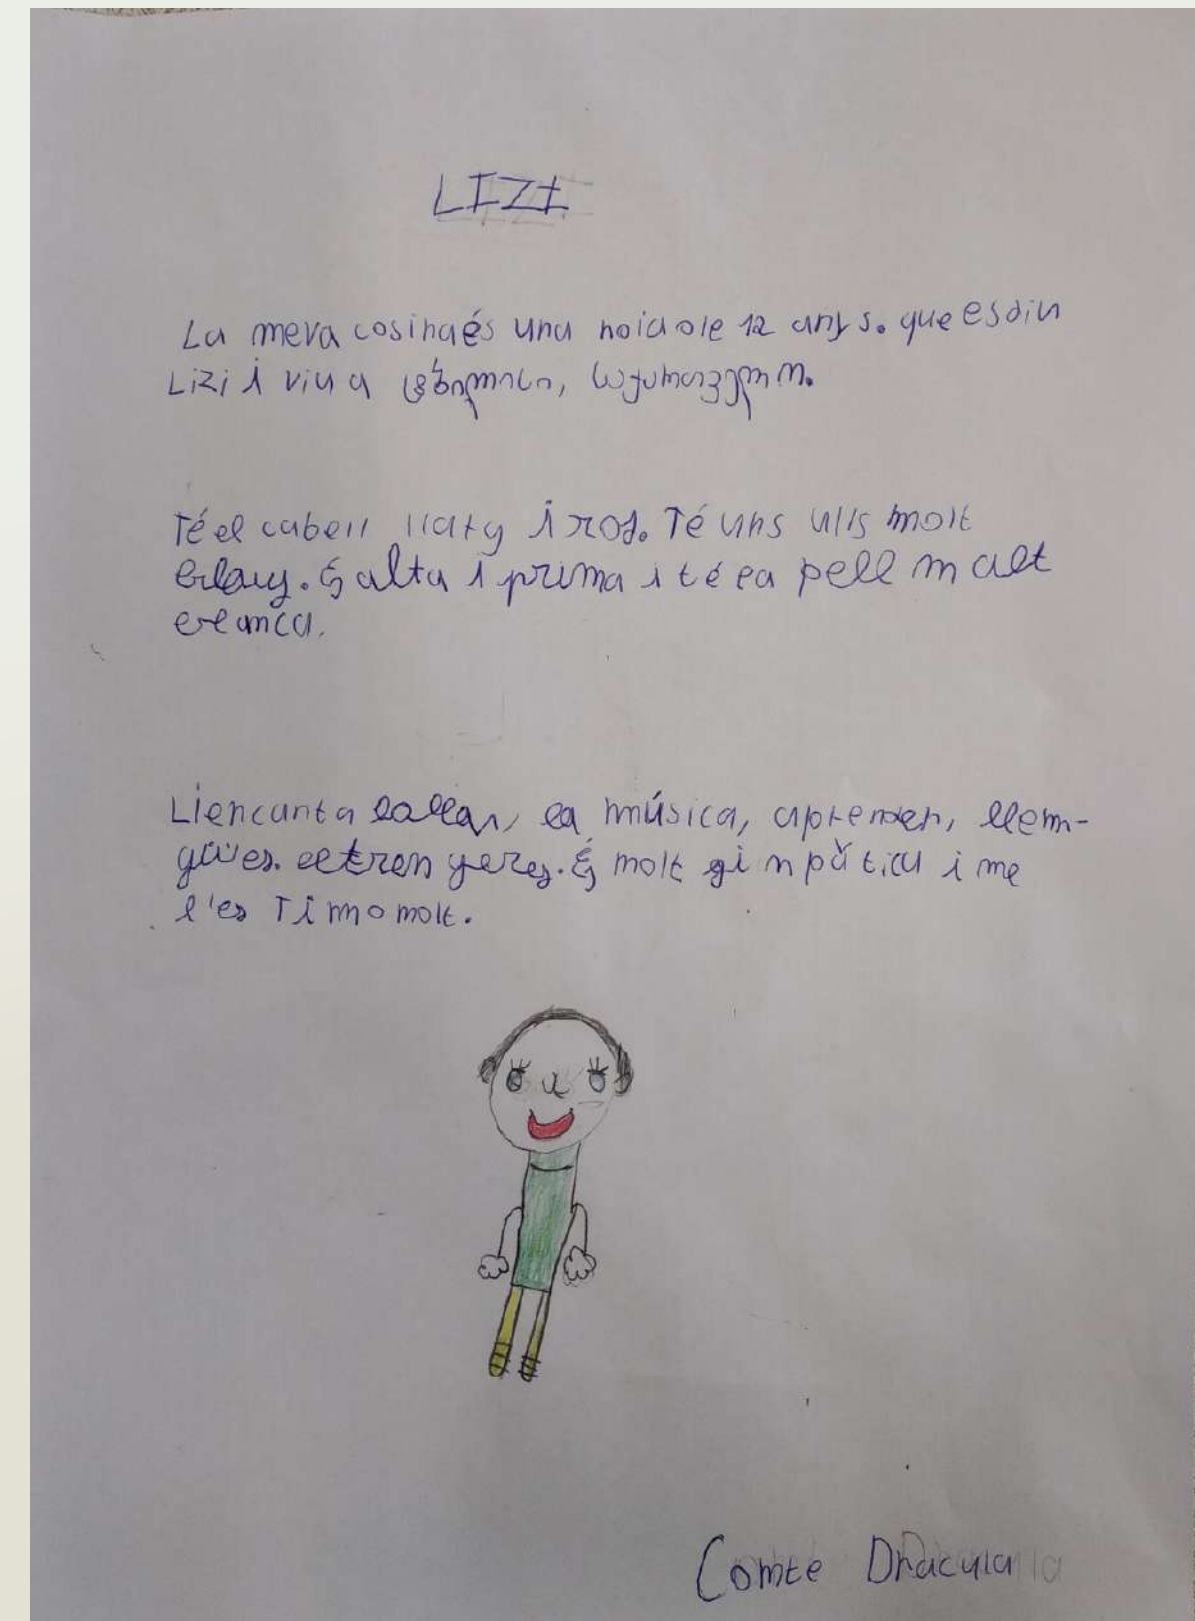 LIZI
La meva cosina és una noia de 12 anys. que es diu
Lizi i viu a თბილისი, საქართველო.
Té el cabell llarg i ros. Té uns ulls molt
blaus. És alta i prima i té la pell molt
blanca.
Li encanta ballar, la música, aprender, llen-
gües. extrangeres. És molt simpàtica i me
l'estimo molt.
Comte Dracula